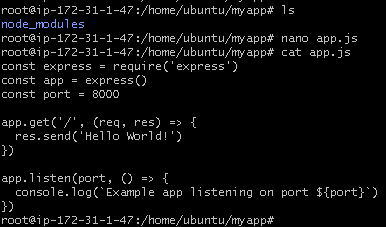 root@ip-172-31-1-47:/home/ubuntu/myapp# ls
node_modules
root@ip-172-31-1-47:/home/ubuntu/myapp# nano app.js
root@ip-172-31-1-47:/home/ubuntu/myapp# cat app.js
const express = require('express')
const app = express()
const port = 8000

app.get('/', (req, res) => {
  res.send('Hello World!')
})

app.listen(port, () => {
  console.log(`Example app listening on port ${port}`)
})
root@ip-172-31-1-47:/home/ubuntu/myapp#